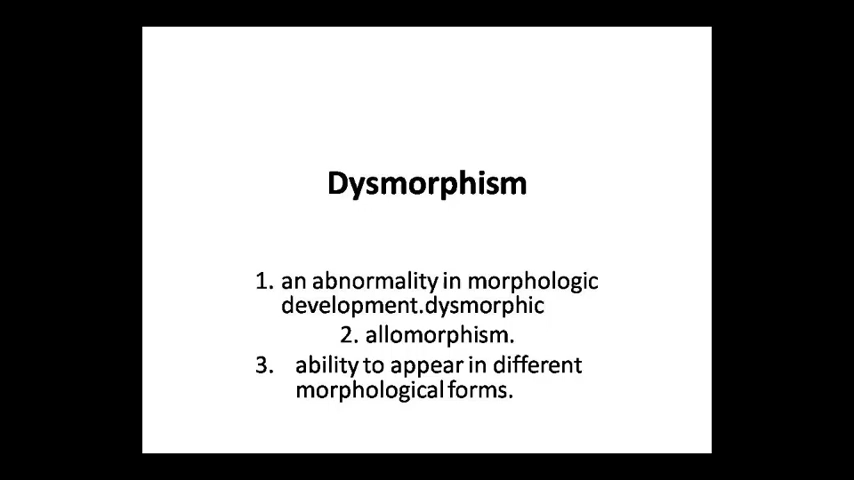 Dysmorphism
1. an abnormality in morphologic
development.dysmorphic
2. allomorphism.
3. ability to appear in different
morphological forms.